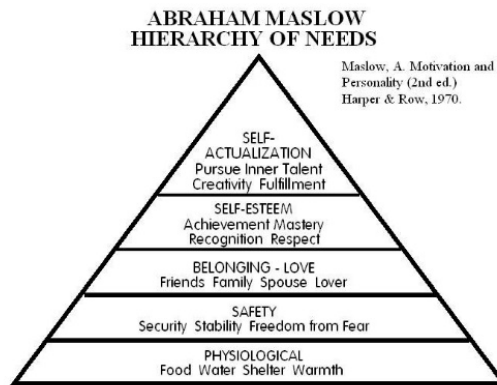 ABRAHAM MASLOW
HIERARCHY OF NEEDS
Maslow, A. Motivation and
Personality (2nd ed.)
Harper & Row, 1970.
SELF-
ACTUALIZATION
Pursue Inner Talent
Creativity Fulfillment
SELF-ESTEEM
Achievement Mastery
Recognition Respect
BELONGING - LOVE
Friends Family Spouse Lover
SAFETY
Security Stability Freedom from Fear
PHYSIOLOGICAL
Food Water Shelter Warmth